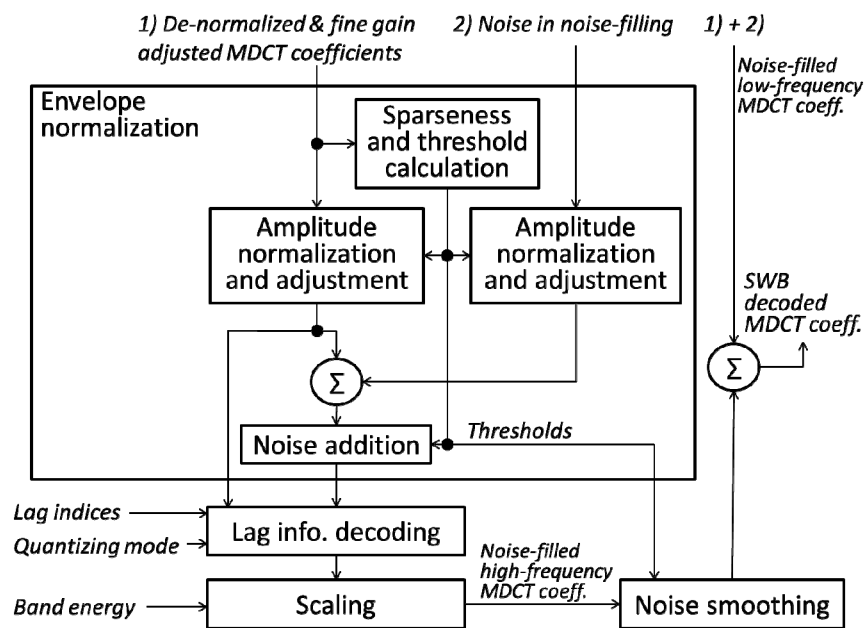 1) De-normalized & fine gain
adjusted MDCT coefficients
2) Noise in noise-filling
1) + 2)
Noise-filled
low-frequency
MDCT coeff.
Envelope
normalization
Sparseness
and threshold
calculation
Amplitude
normalization
and adjustment
Amplitude
normalization
and adjustment
SWB
decoded
MDCT coeff.
Σ
Σ
Noise addition
Thresholds
Lag indices
Quantizing mode
Lag info. decoding
Noise-filled
high-frequency
MDCT coeff.
Band energy
Scaling
Noise smoothing